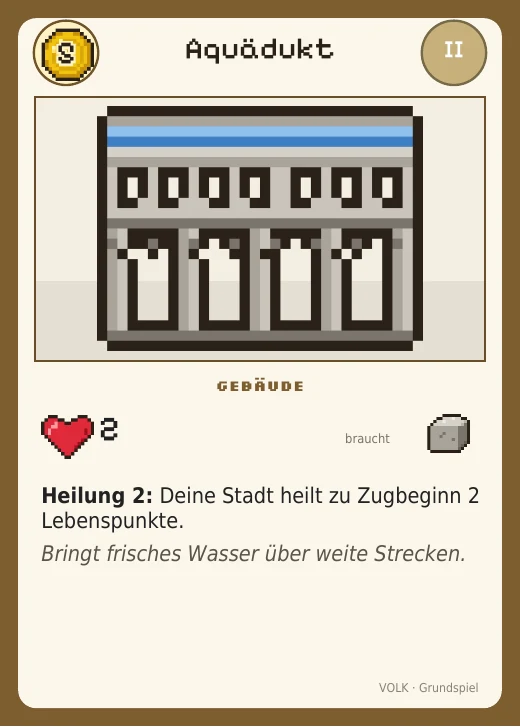 Aquädukt
II
GEBÄUDE
2
braucht
Heilung 2: Deine Stadt heilt zu Zugbeginn 2
Lebenspunkte.
Bringt frisches Wasser über weite Strecken.
VOLK · Grundspiel